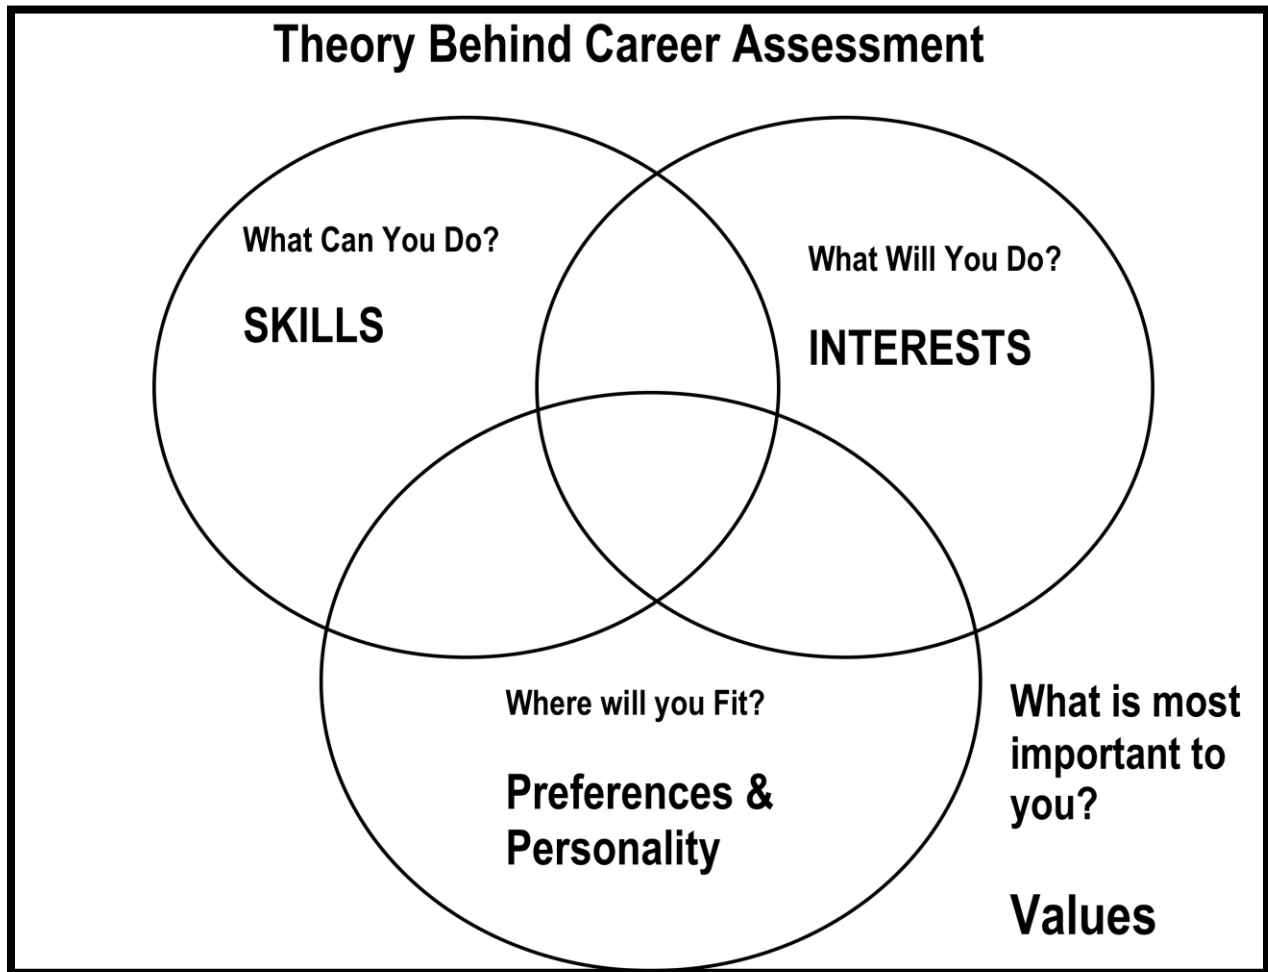 Theory Behind Career Assessment
What Can You Do?
SKILLS
What Will You Do?
INTERESTS
Where will you Fit?
Preferences &
Personality
What is most
important to
you?
Values